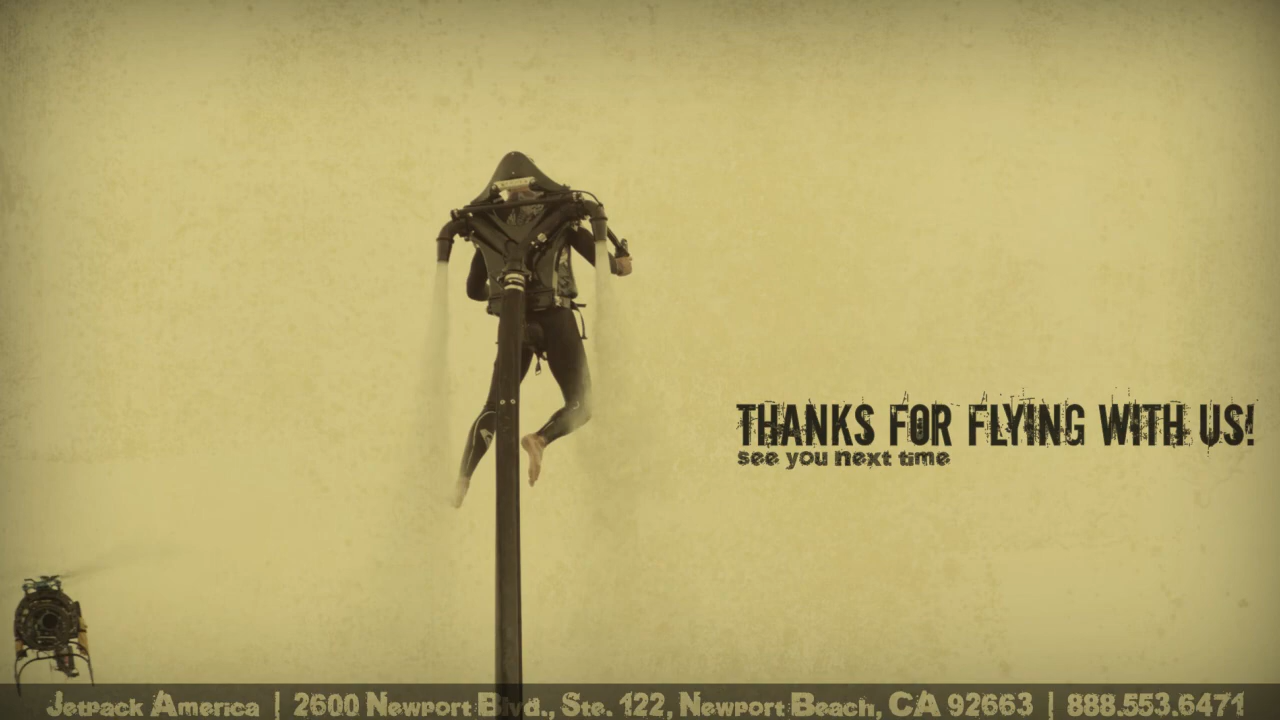 THANKS FOR FLYING WITH US!
see you next time
Jetpack America | 2600 Newport Blvd., Ste. 122, Newport Beach, CA 92663 | 888.553.6471